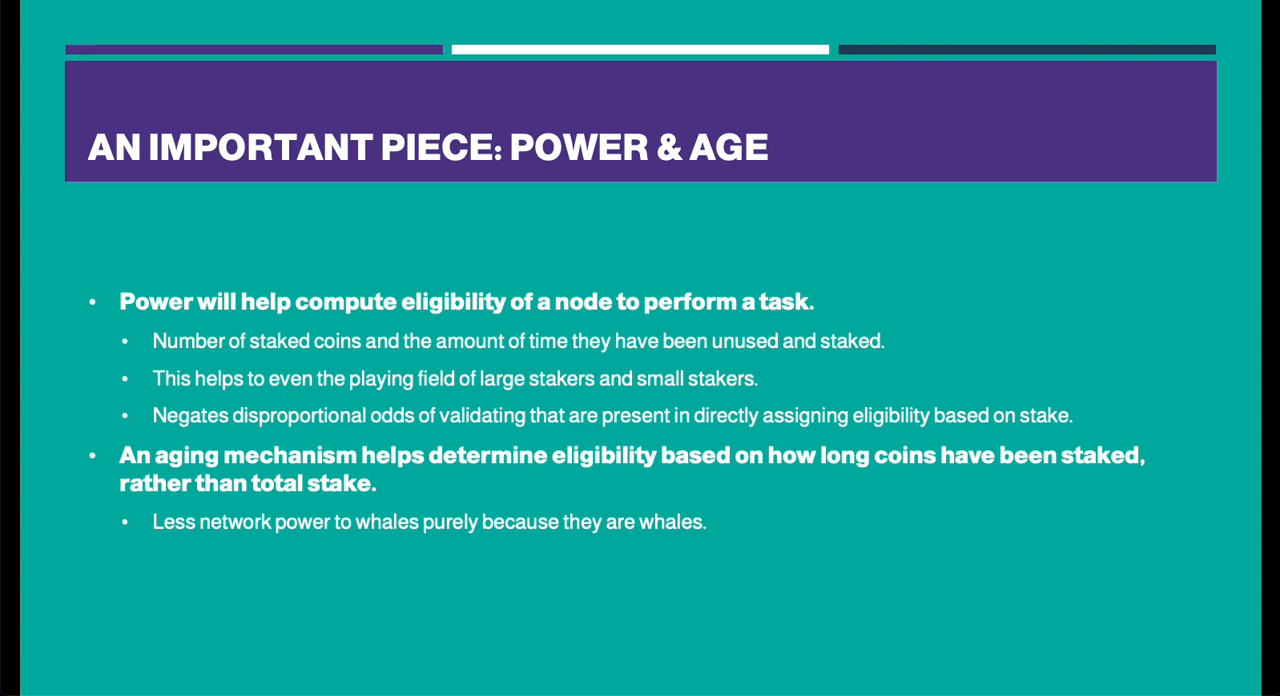 AN IMPORTANT PIECE: POWER & AGE
• Power will help compute eligibility of a node to perform a task.
• Number of staked coins and the amount of time they have been unused and staked.
• This helps to even the playing field of large stakers and small stakers.
• Negates disproportional odds of validating that are present in directly assigning eligibility based on stake.
• An aging mechanism helps determine eligibility based on how long coins have been staked,
rather than total stake.
• Less network power to whales purely because they are whales.